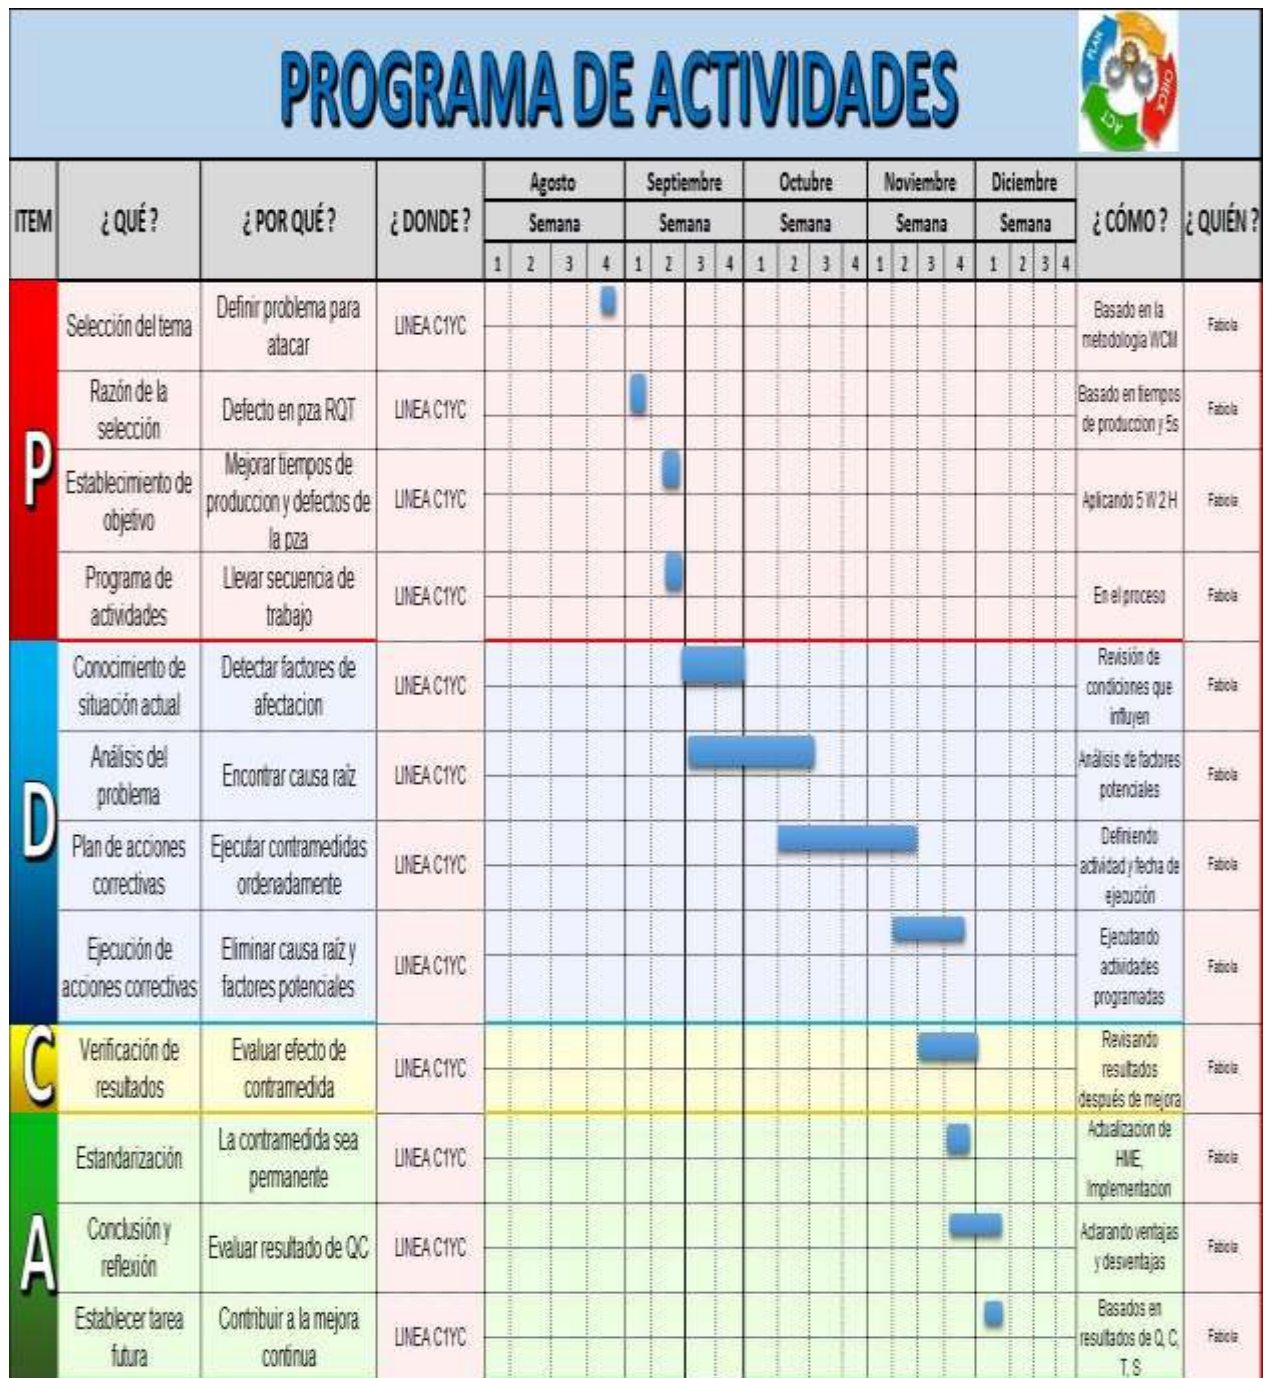 PROGRAMA DE ACTIVIDADES
PLAN
DO
CHECK
ACT
ITEM ¿ QUÉ ? ¿ POR QUÉ ? ¿ DONDE ? Agosto Septiembre Octubre Noviembre Diciembre ¿ CÓMO ? ¿ QUIÉN ?
Semana Semana Semana Semana Semana
1 2 3 4 1 2 3 4 1 2 3 4 1 2 3 4 1 2 3 4
P
Selección del tema
Definir problema para
atacar
LINEA C1YC
Basado en la
metodologia WCM
Fabiola
Razón de la
selección
Defecto en pza RQT
LINEA C1YC
Basado en tiempos
de produccion y 5s
Fabiola
Establecimiento de
objetivo
Mejorar tiempos de
produccion y defectos de
la pza
LINEA C1YC
Aplicando 5 W 2 H
Fabiola
Programa de
actividades
Llevar secuencia de
trabajo
LINEA C1YC
En el proceso
Fabiola
D
Conocimiento de
situación actual
Detectar factores de
afectacion
LINEA C1YC
Revisión de
condiciones que
influyen
Fabiola
Análisis del
problema
Encontrar causa raíz
LINEA C1YC
Análisis de factores
potenciales
Fabiola
Plan de acciones
correctivas
Ejecutar contramedidas
ordenadamente
LINEA C1YC
Definiendo
actividad y fecha de
ejecución
Fabiola
Ejecución de
acciones correctivas
Eliminar causa raíz y
factores potenciales
LINEA C1YC
Ejecutando
actividades
programadas
Fabiola
C
Verificación de
resultados
Evaluar efecto de
contramedida
LINEA C1YC
Revisando
resultados
después de mejora
Fabiola
A
Estandarización
La contramedida sea
permanente
LINEA C1YC
Actualizacion de
HME,
Implementacion
Fabiola
Conclusión y
reflexión
Evaluar resultado de QC
LINEA C1YC
Aclarando ventajas
y desventajas
Fabiola
Establecer tarea
futura
Contribuir a la mejora
continua
LINEA C1YC
Basados en
resultados de Q, C,
T, S
Fabiola